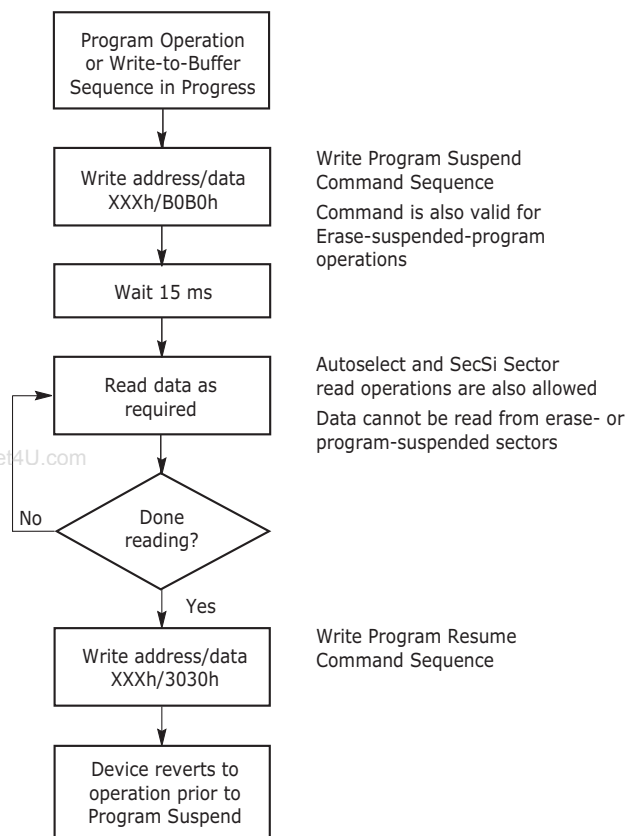 Program Operation
or Write-to-Buffer
Sequence in Progress
Write address/data
XXXh/B0B0h
Write Program Suspend
Command Sequence
Command is also valid for
Erase-suspended-program
operations
Wait 15 ms
Read data as
required
Autoselect and SecSi Sector
read operations are also allowed
Data cannot be read from erase- or
program-suspended sectors
et4U.com
No
Done
reading?
Yes
Write address/data
XXXh/3030h
Write Program Resume
Command Sequence
Device reverts to
operation prior to
Program Suspend